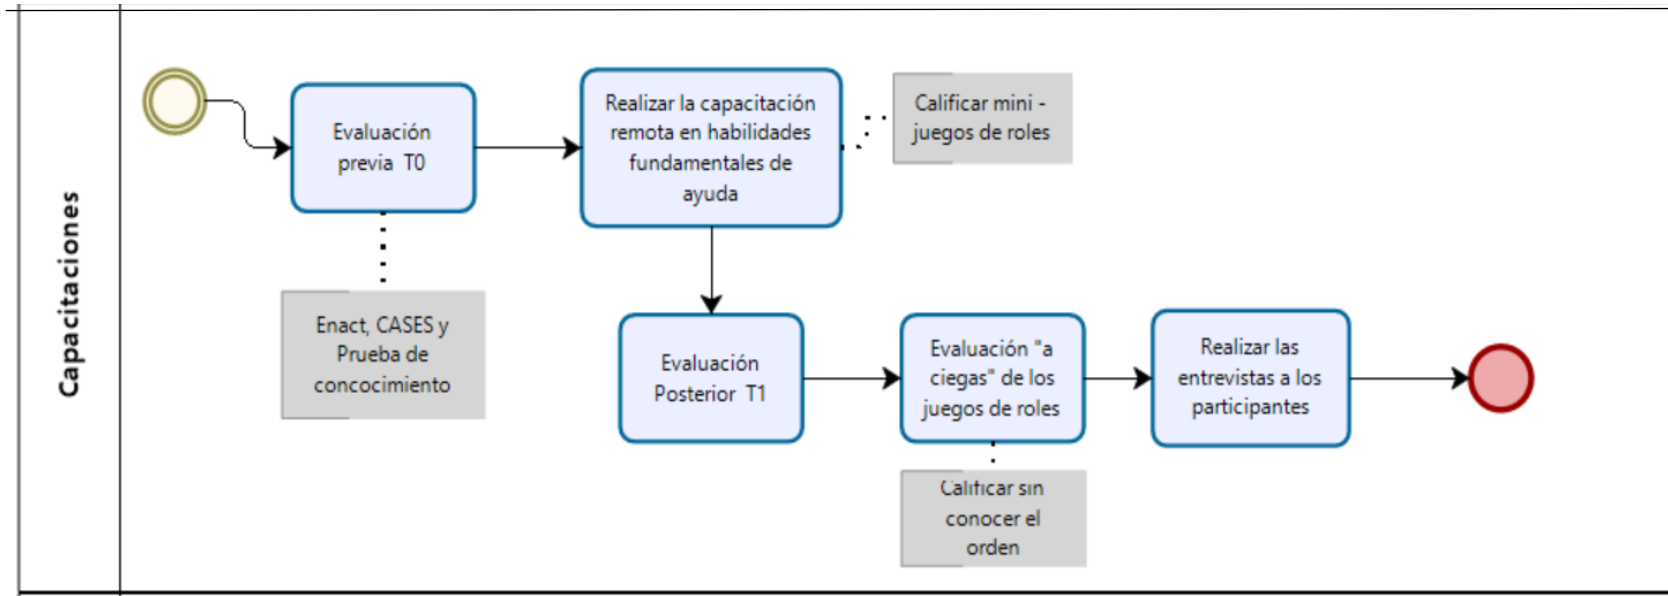 Capacitaciones
Evaluación
previa T0
Enact, CASES y
Prueba de
concocimiento
Realizar la capacitación
remota en habilidades
fundamentales de
ayuda
Calificar mini -
juegos de roles
Evaluación
Posterior T1
Evaluación "a
ciegas" de los
juegos de roles
Calificar sin
conocer el
orden
Realizar las
entrevistas a los
participantes